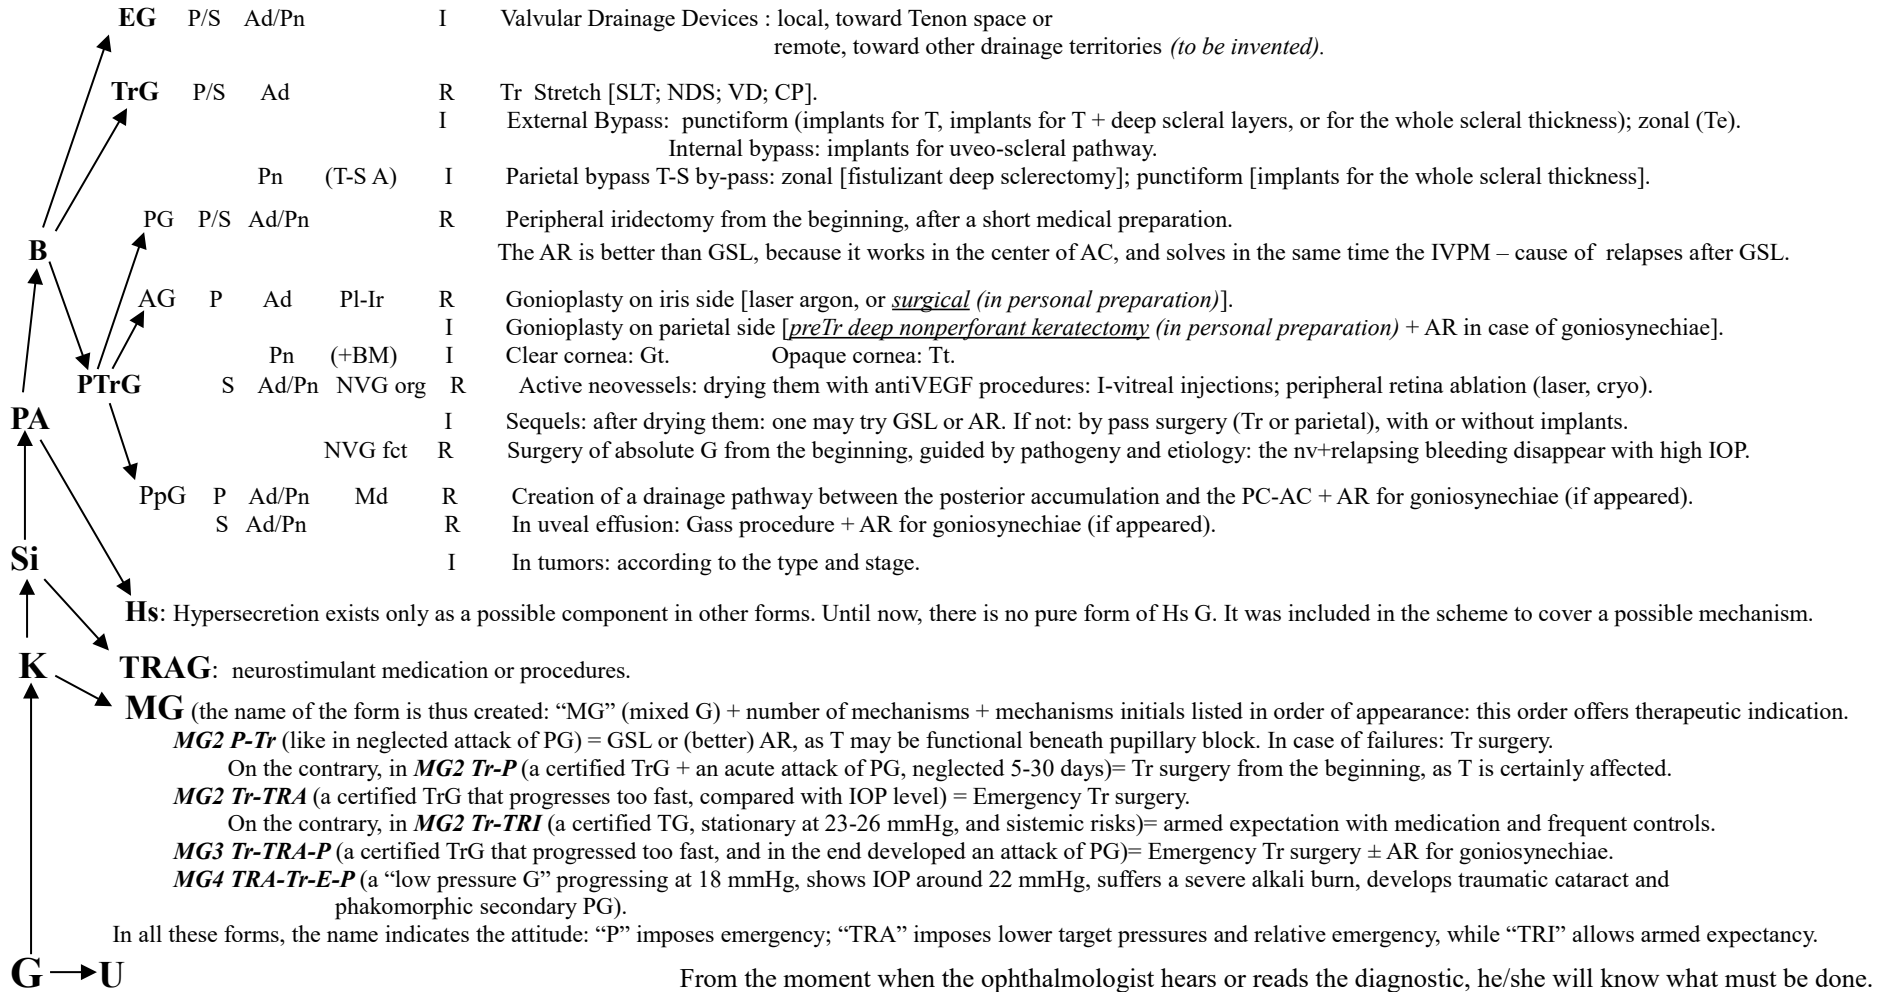 EG P/S Ad/Pn I Valvular Drainage Devices : local, toward Tenon space or
remote, toward other drainage territories (to be invented).
TrG P/S Ad R Tr Stretch [SLT; NDS; VD; CP].
I External Bypass: punctiform (implants for T, implants for T + deep scleral layers, or for the whole scleral thickness); zonal (Te).
Internal bypass: implants for uveo-scleral pathway.
Pn (T-S A) I Parietal bypass T-S by-pass: zonal [fistulizant deep sclerectomy]; punctiform [implants for the whole scleral thickness].
PG P/S Ad/Pn R Peripheral iridectomy from the beginning, after a short medical preparation.
B The AR is better than GSL, because it works in the center of AC, and solves in the same time the IVPM – cause of relapses after GSL.
AG P Ad Pl-Ir R Gonioplasty on iris side [laser argon, or surgical (in personal preparation)].
I Gonioplasty on parietal side [preTr deep nonperforant keratectomy (in personal preparation) + AR in case of goniosynechiae].
Pn (+BM) I Clear cornea: Gt. Opaque cornea: Tt.
PTrG S Ad/Pn NVG org R Active neovessels: drying them with antiVEGF procedures: I-vitreal injections; peripheral retina ablation (laser, cryo).
PA I Sequels: after drying them: one may try GSL or AR. If not: by pass surgery (Tr or parietal), with or without implants.
NVG fct R Surgery of absolute G from the beginning, guided by pathogeny and etiology: the nv+relapsing bleeding disappear with high IOP.
PpG P Ad/Pn Md R Creation of a drainage pathway between the posterior accumulation and the PC-AC + AR for goniosynechiae (if appeared).
S Ad/Pn R In uveal effusion: Gass procedure + AR for goniosynechiae (if appeared).
Si I In tumors: according to the type and stage.
Hs: Hypersecretion exists only as a possible component in other forms. Until now, there is no pure form of Hs G. It was included in the scheme to cover a possible mechanism.
K TRAG: neurostimulant medication or procedures.
MG (the name of the form is thus created: “MG” (mixed G) + number of mechanisms + mechanisms initials listed in order of appearance: this order offers therapeutic indication.
MG2 P-Tr (like in neglected attack of PG) = GSL or (better) AR, as T may be functional beneath pupillary block. In case of failures: Tr surgery.
On the contrary, in MG2 Tr-P (a certified TrG + an acute attack of PG, neglected 5-30 days)= Tr surgery from the beginning, as T is certainly affected.
MG2 Tr-TRA (a certified TrG that progresses too fast, compared with IOP level) = Emergency Tr surgery.
On the contrary, in MG2 Tr-TRI (a certified TG, stationary at 23-26 mmHg, and sistemic risks)= armed expectation with medication and frequent controls.
MG3 Tr-TRA-P (a certified TrG that progressed too fast, and in the end developed an attack of PG)= Emergency Tr surgery ± AR for goniosynechiae.
MG4 TRA-Tr-E-P (a “low pressure G” progressing at 18 mmHg, shows IOP around 22 mmHg, suffers a severe alkali burn, develops traumatic cataract and
phakomorphic secondary PG).
In all these forms, the name indicates the attitude: “P” imposes emergency; “TRA” imposes lower target pressures and relative emergency, while “TRI” allows armed expectancy.
G U From the moment when the ophthalmologist hears or reads the diagnostic, he/she will know what must be done.